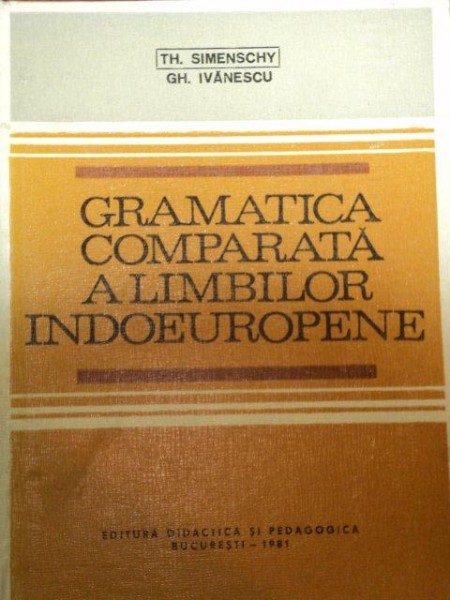 TH. SIMENSCHY
GH. IVĂNESCU
GRAMATICA
COMPARATĂ
A LIMBILOR
INDOEUROPENE
EDITURA DIDACTICĂ ȘI PEDAGOGICĂ
BUCUREȘTI – 1981